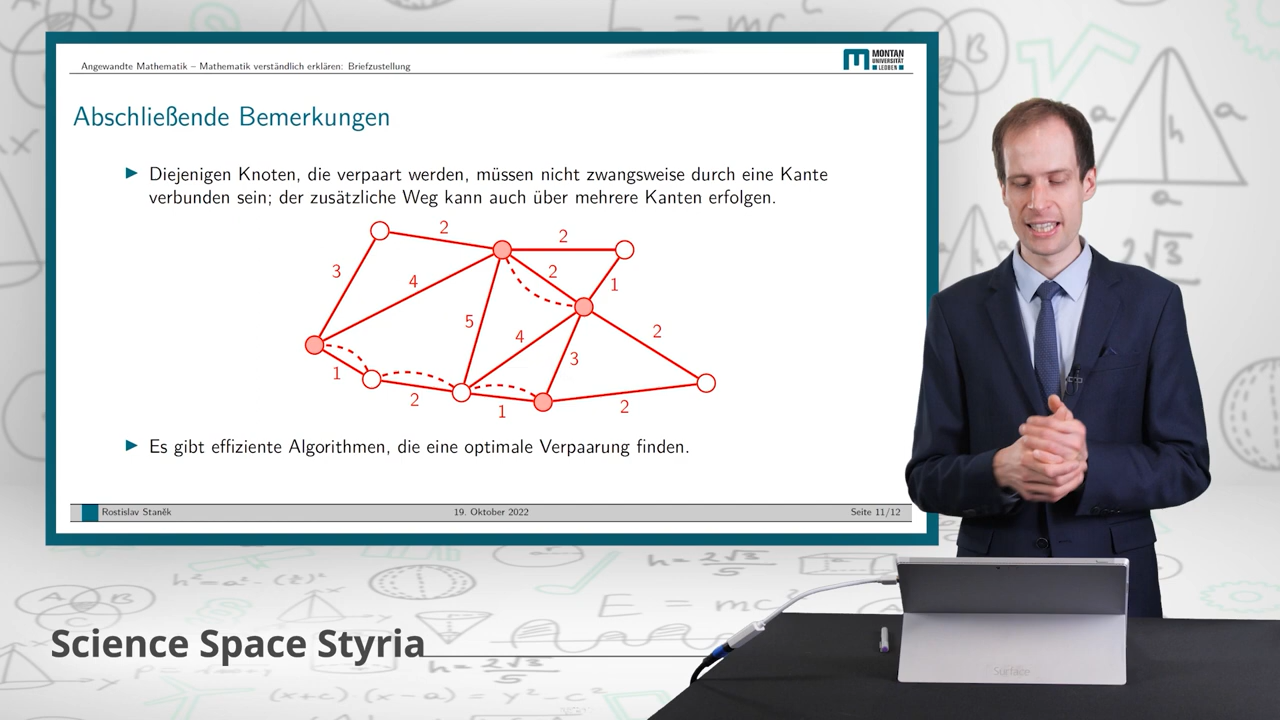 Angewandte Mathematik – Mathematik verständlich erklären: Briefzustellung
MONTAN
UNIVERSITÄT
LEOBEN
Abschließende Bemerkungen
Diejenigen Knoten, die verpaart werden, müssen nicht zwangsweise durch eine Kante
verbunden sein; der zusätzliche Weg kann auch über mehrere Kanten erfolgen.
2
2
3
4
2
1
5
4
2
3
1
2
1
2
Es gibt effiziente Algorithmen, die eine optimale Verpaarung finden.
Rostislav Staněk
19. Oktober 2022
Seite 11/12
Science Space Styria
Surface
E = mc²
a
h
a